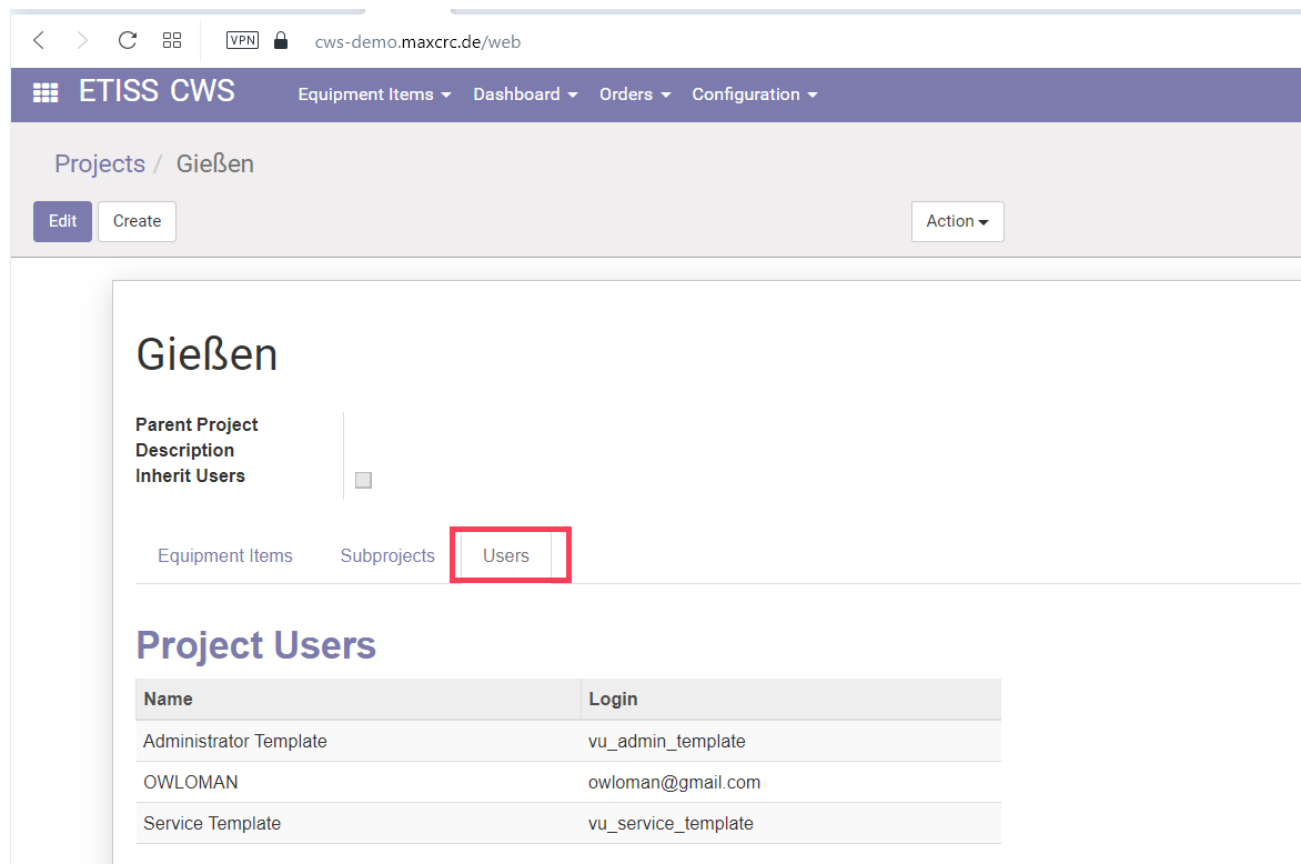 VPN cws-demo.maxcrc.de/web
ETISS CWS Equipment Items Dashboard Orders Configuration
Projects / Gießen
Edit Create Action
Gießen
Parent Project
Description
Inherit Users
Equipment Items Subprojects Users
Project Users
Name Login
Administrator Template vu_admin_template
OWLOMAN owloman@gmail.com
Service Template vu_service_template